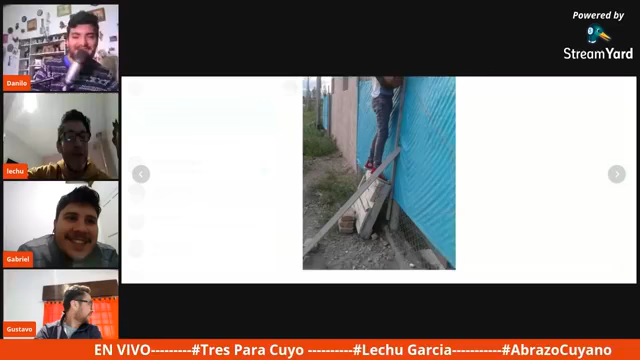 Powered by
StreamYard
Danilo
lechu
Gabriel
Gustavo
EN VIVO---------#Tres Para Cuyo ----------#Lechu Garcia----------#AbrazoCuyano